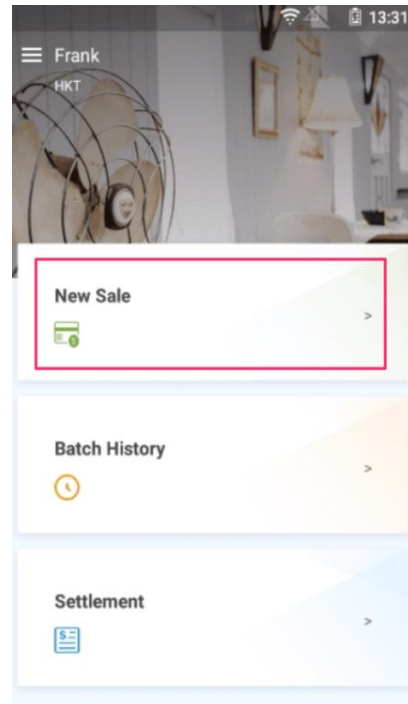 13:31
Frank
HKT
New Sale
>
Batch History
>
Settlement
>